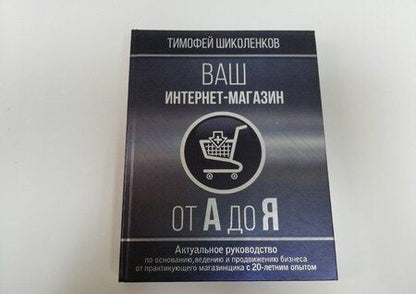 ТИМОФЕЙ ШИКОЛЕНКОВ
ВАШ
ИНТЕРНЕТ-МАГАЗИН
ОТ А ДО Я
Актуальное руководство
по основанию, ведению и продвижению бизнеса
от практикующего магазинщика с 20-летним опытом